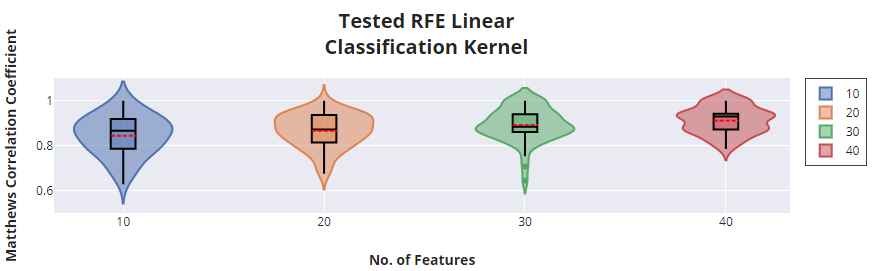 Tested RFE Linear
Classification Kernel
Matthews Correlation Coefficient
1
0.8
0.6
10
20
30
40
No. of Features
10
20
30
40